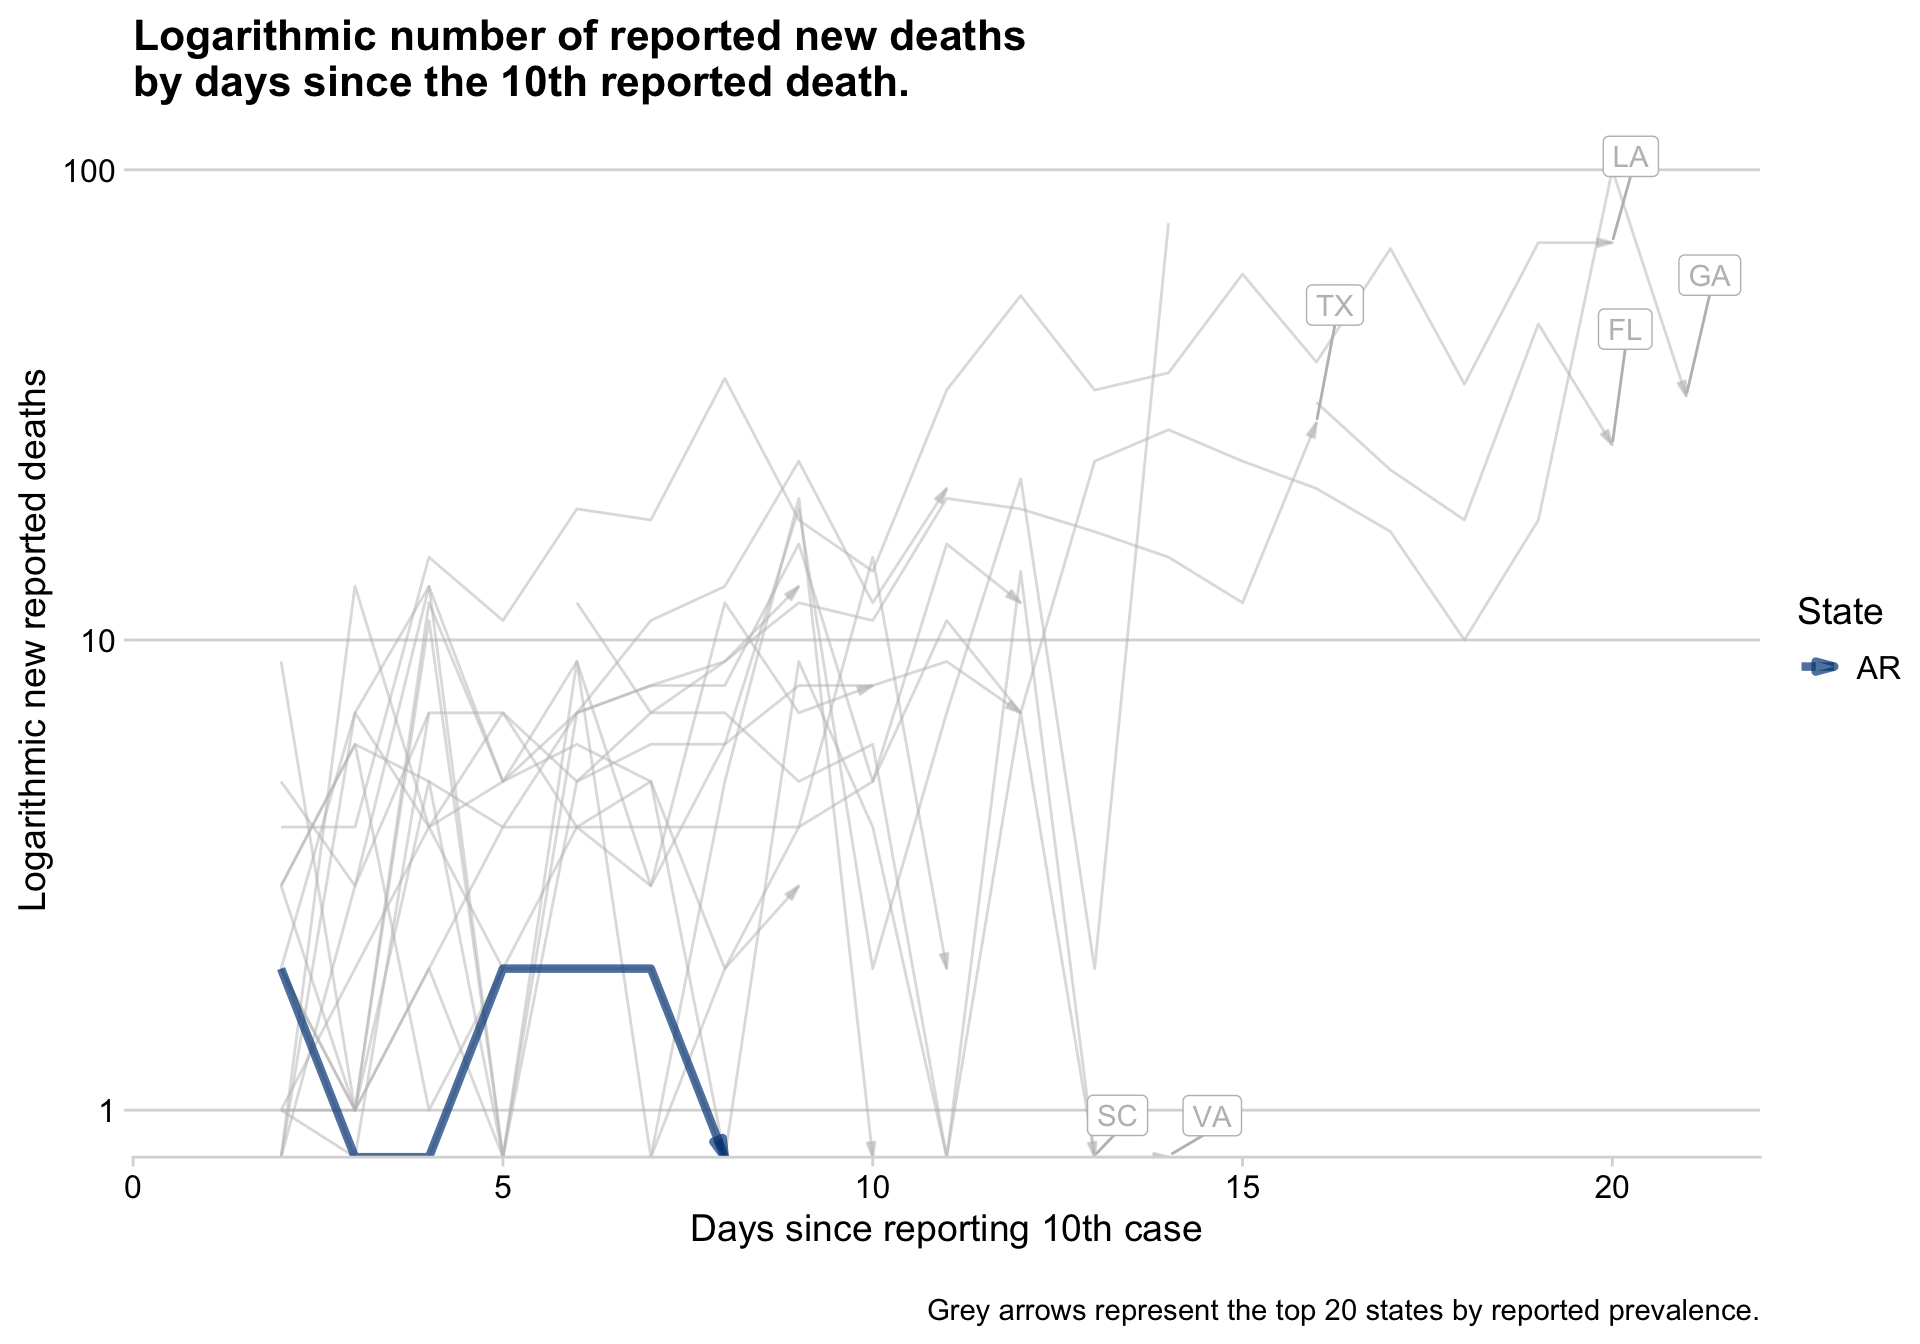 Logarithmic number of reported new deaths
by days since the 10th reported death.
100
10
1
Logarithmic new reported deaths
LA
GA
TX
FL
SC
VA
State
AR
0 5 10 15 20
Days since reporting 10th case
Grey arrows represent the top 20 states by reported prevalence.